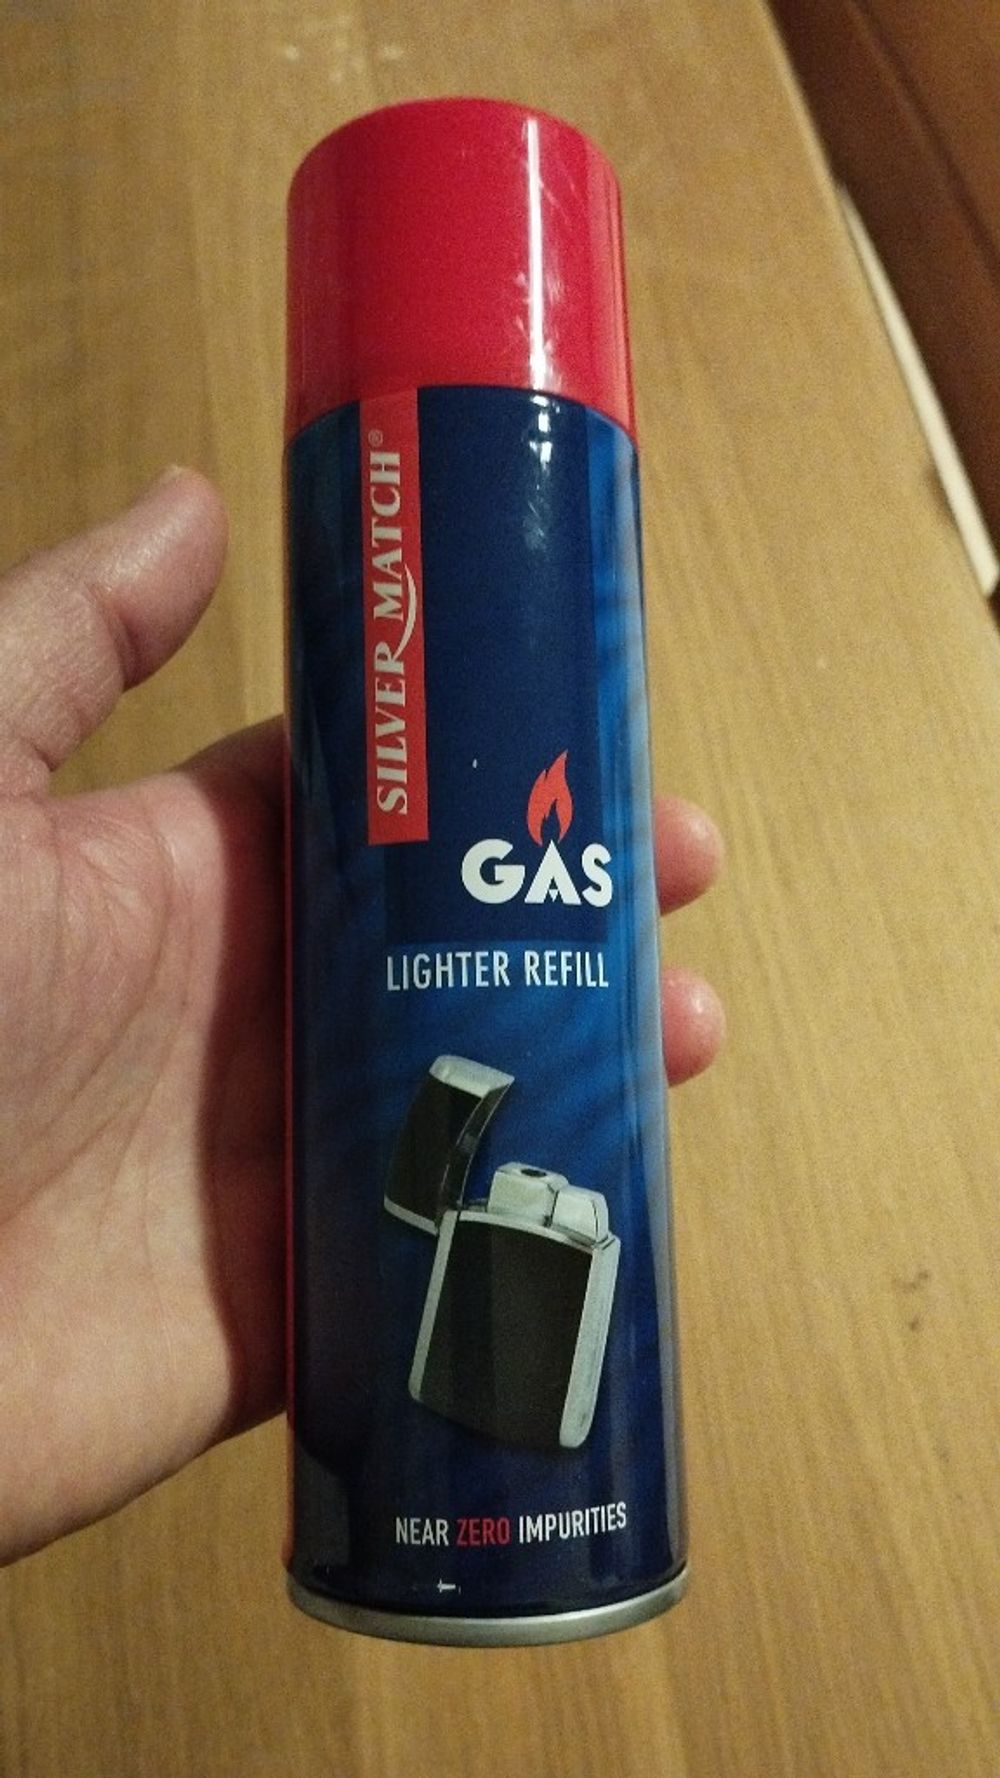 SILVER MATCH®
GAS
LIGHTER REFILL
NEAR ZERO IMPURITIES